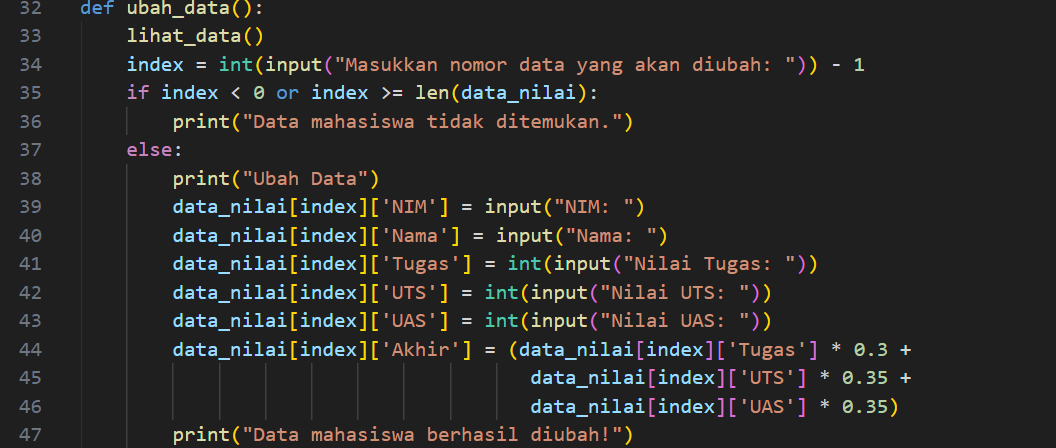 32 def ubah_data():
33     lihat_data()
34     index = int(input("Masukkan nomor data yang akan diubah: ")) - 1
35     if index < 0 or index >= len(data_nilai):
36         print("Data mahasiswa tidak ditemukan.")
37     else:
38         print("Ubah Data")
39         data_nilai[index]['NIM'] = input("NIM: ")
40         data_nilai[index]['Nama'] = input("Nama: ")
41         data_nilai[index]['Tugas'] = int(input("Nilai Tugas: "))
42         data_nilai[index]['UTS'] = int(input("Nilai UTS: "))
43         data_nilai[index]['UAS'] = int(input("Nilai UAS: "))
44         data_nilai[index]['Akhir'] = (data_nilai[index]['Tugas'] * 0.3 +
45                                        data_nilai[index]['UTS'] * 0.35 +
46                                        data_nilai[index]['UAS'] * 0.35)
47         print("Data mahasiswa berhasil diubah!")